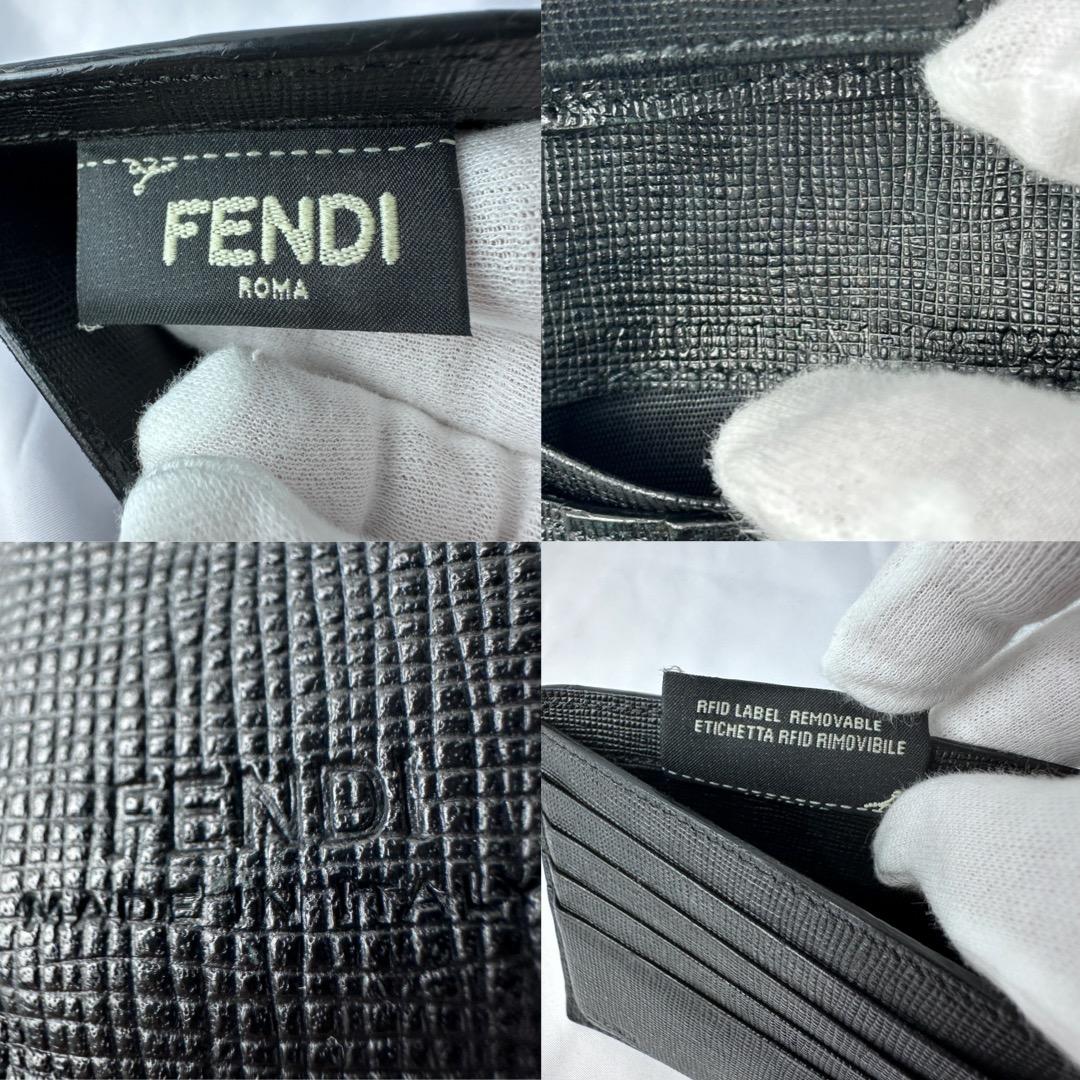 FENDI
ROMA
FENDI
MADE IN ITALY
RFID LABEL REMOVABLE
ETICHETTA RFID RIMOVIBILE